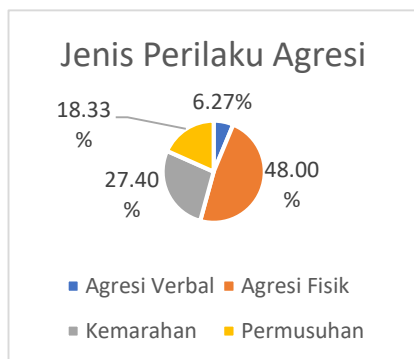 Jenis Perilaku Agresi
6.27%
18.33
%
48.00
%
27.40
%
Agresi Verbal
Agresi Fisik
Kemarahan
Permusuhan